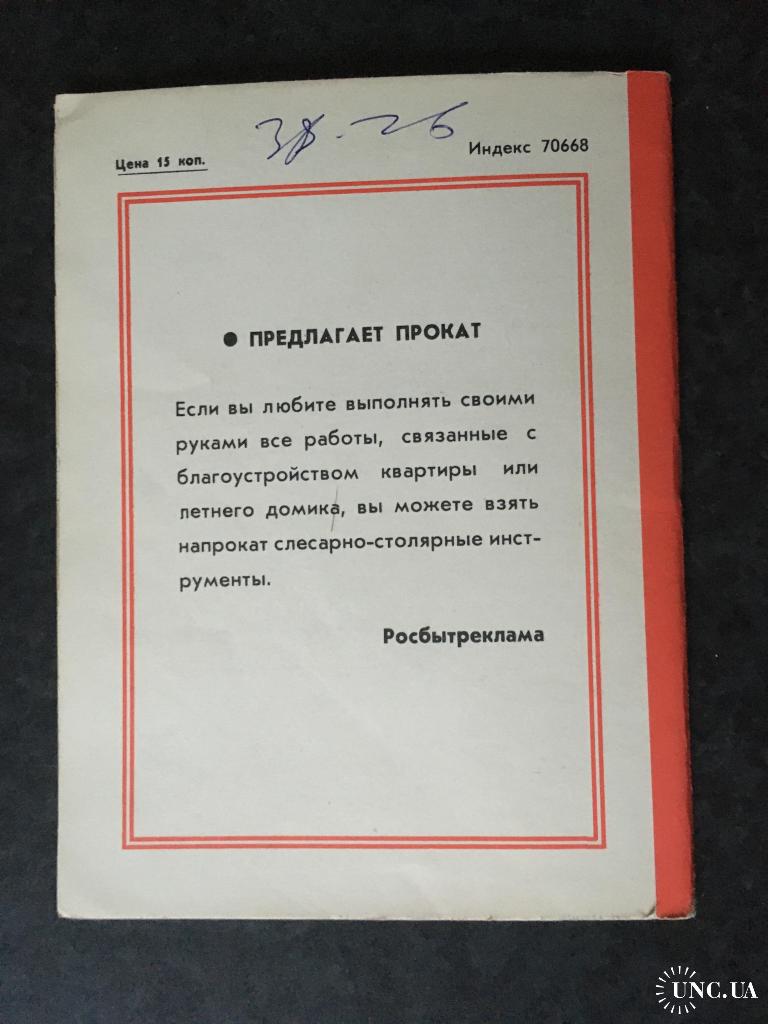 38-26
Цена 15 коп.
Индекс 70668
● ПРЕДЛАГАЕТ ПРОКАТ
Если вы любите выполнять своими
руками все работы, связанные с
благоустройством квартиры или
летнего домика, вы можете взять
напрокат слесарно-столярные инст-
рументы.
Росбытреклама
UNC.UA